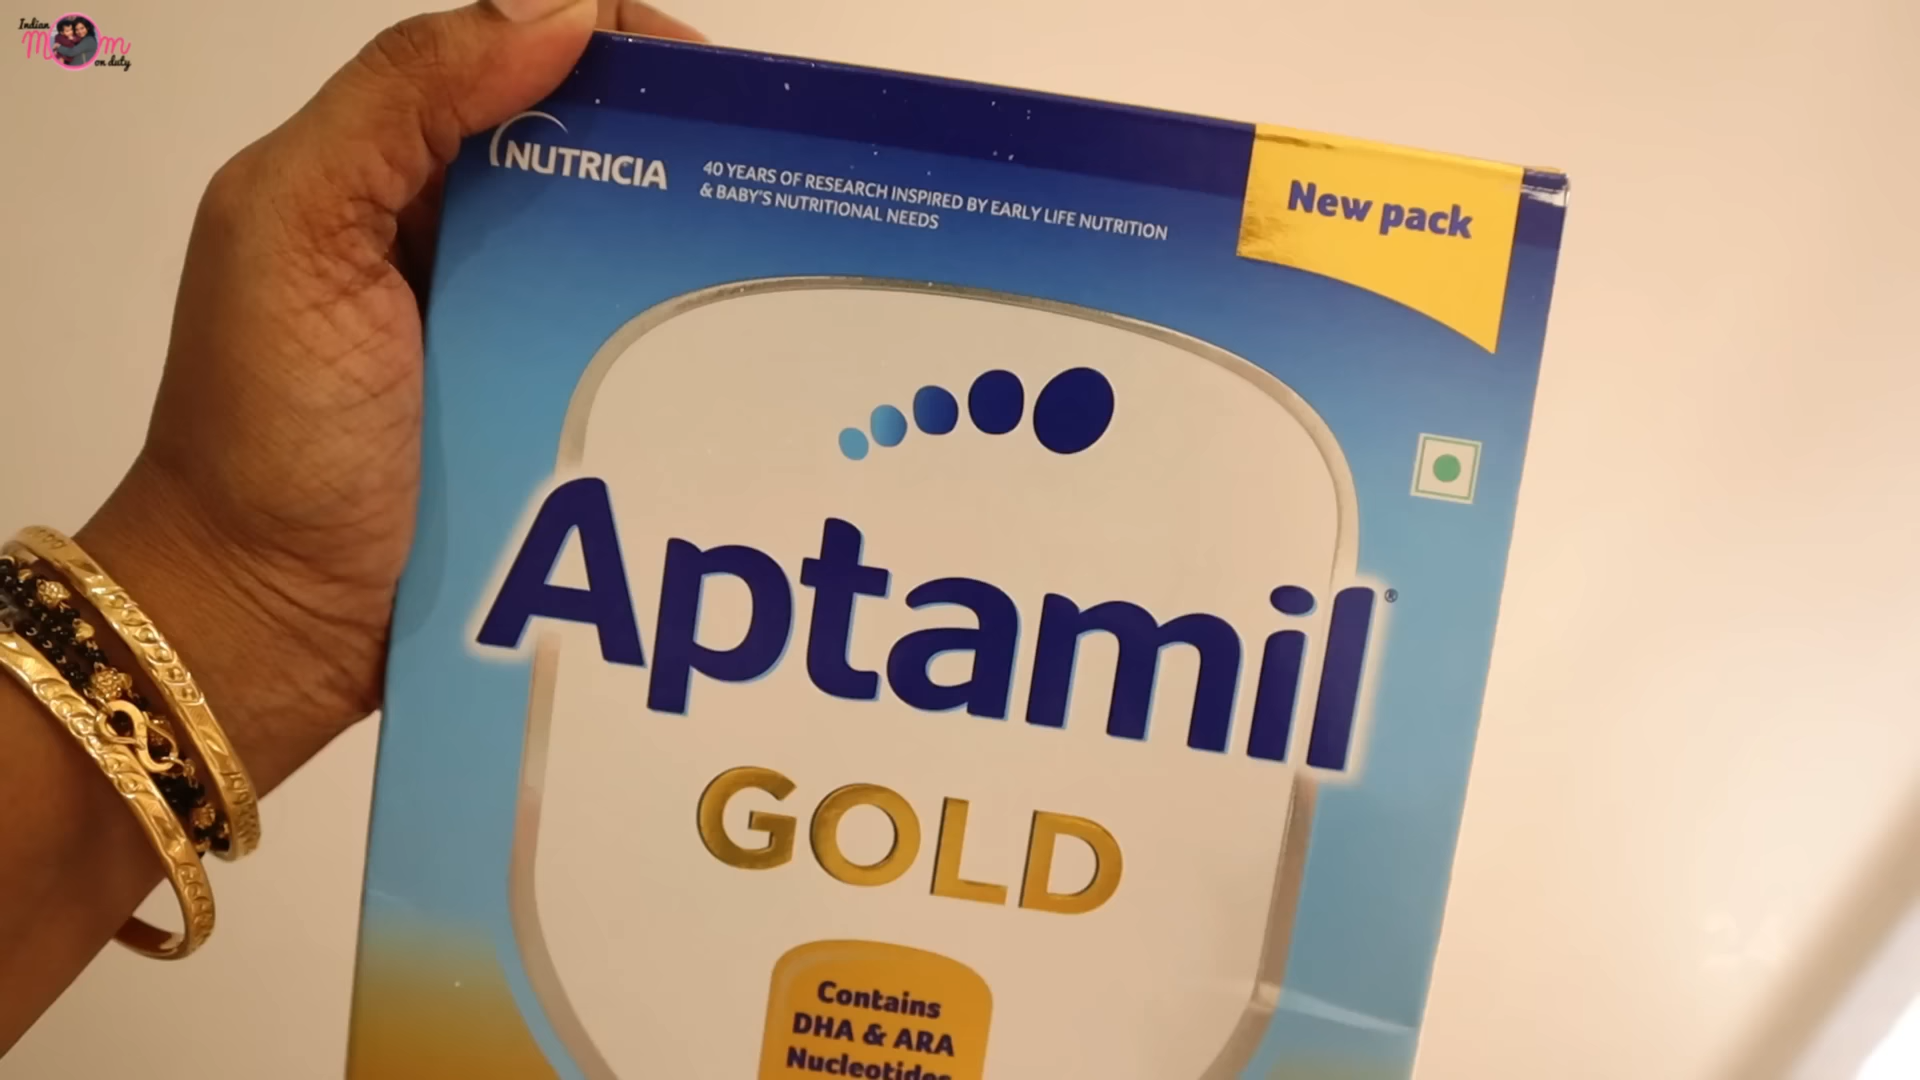 Indian
Mom
on duty
NUTRICIA
40 YEARS OF RESEARCH INSPIRED BY EARLY LIFE NUTRITION
& BABY'S NUTRITIONAL NEEDS
New pack
Aptamil®
GOLD
Contains
DHA & ARA
Nucleotides